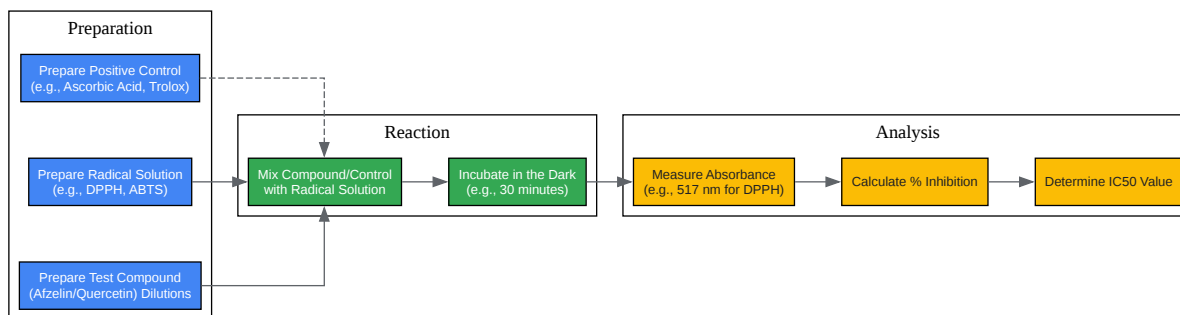 Preparation
Prepare Positive Control
(e.g., Ascorbic Acid, Trolox)
Prepare Radical Solution
(e.g., DPPH, ABTS)
Prepare Test Compound
(Afzelin/Quercetin) Dilutions
Reaction
Mix Compound/Control
with Radical Solution
Incubate in the Dark
(e.g., 30 minutes)
Analysis
Measure Absorbance
(e.g., 517 nm for DPPH)
Calculate % Inhibition
Determine IC50 Value